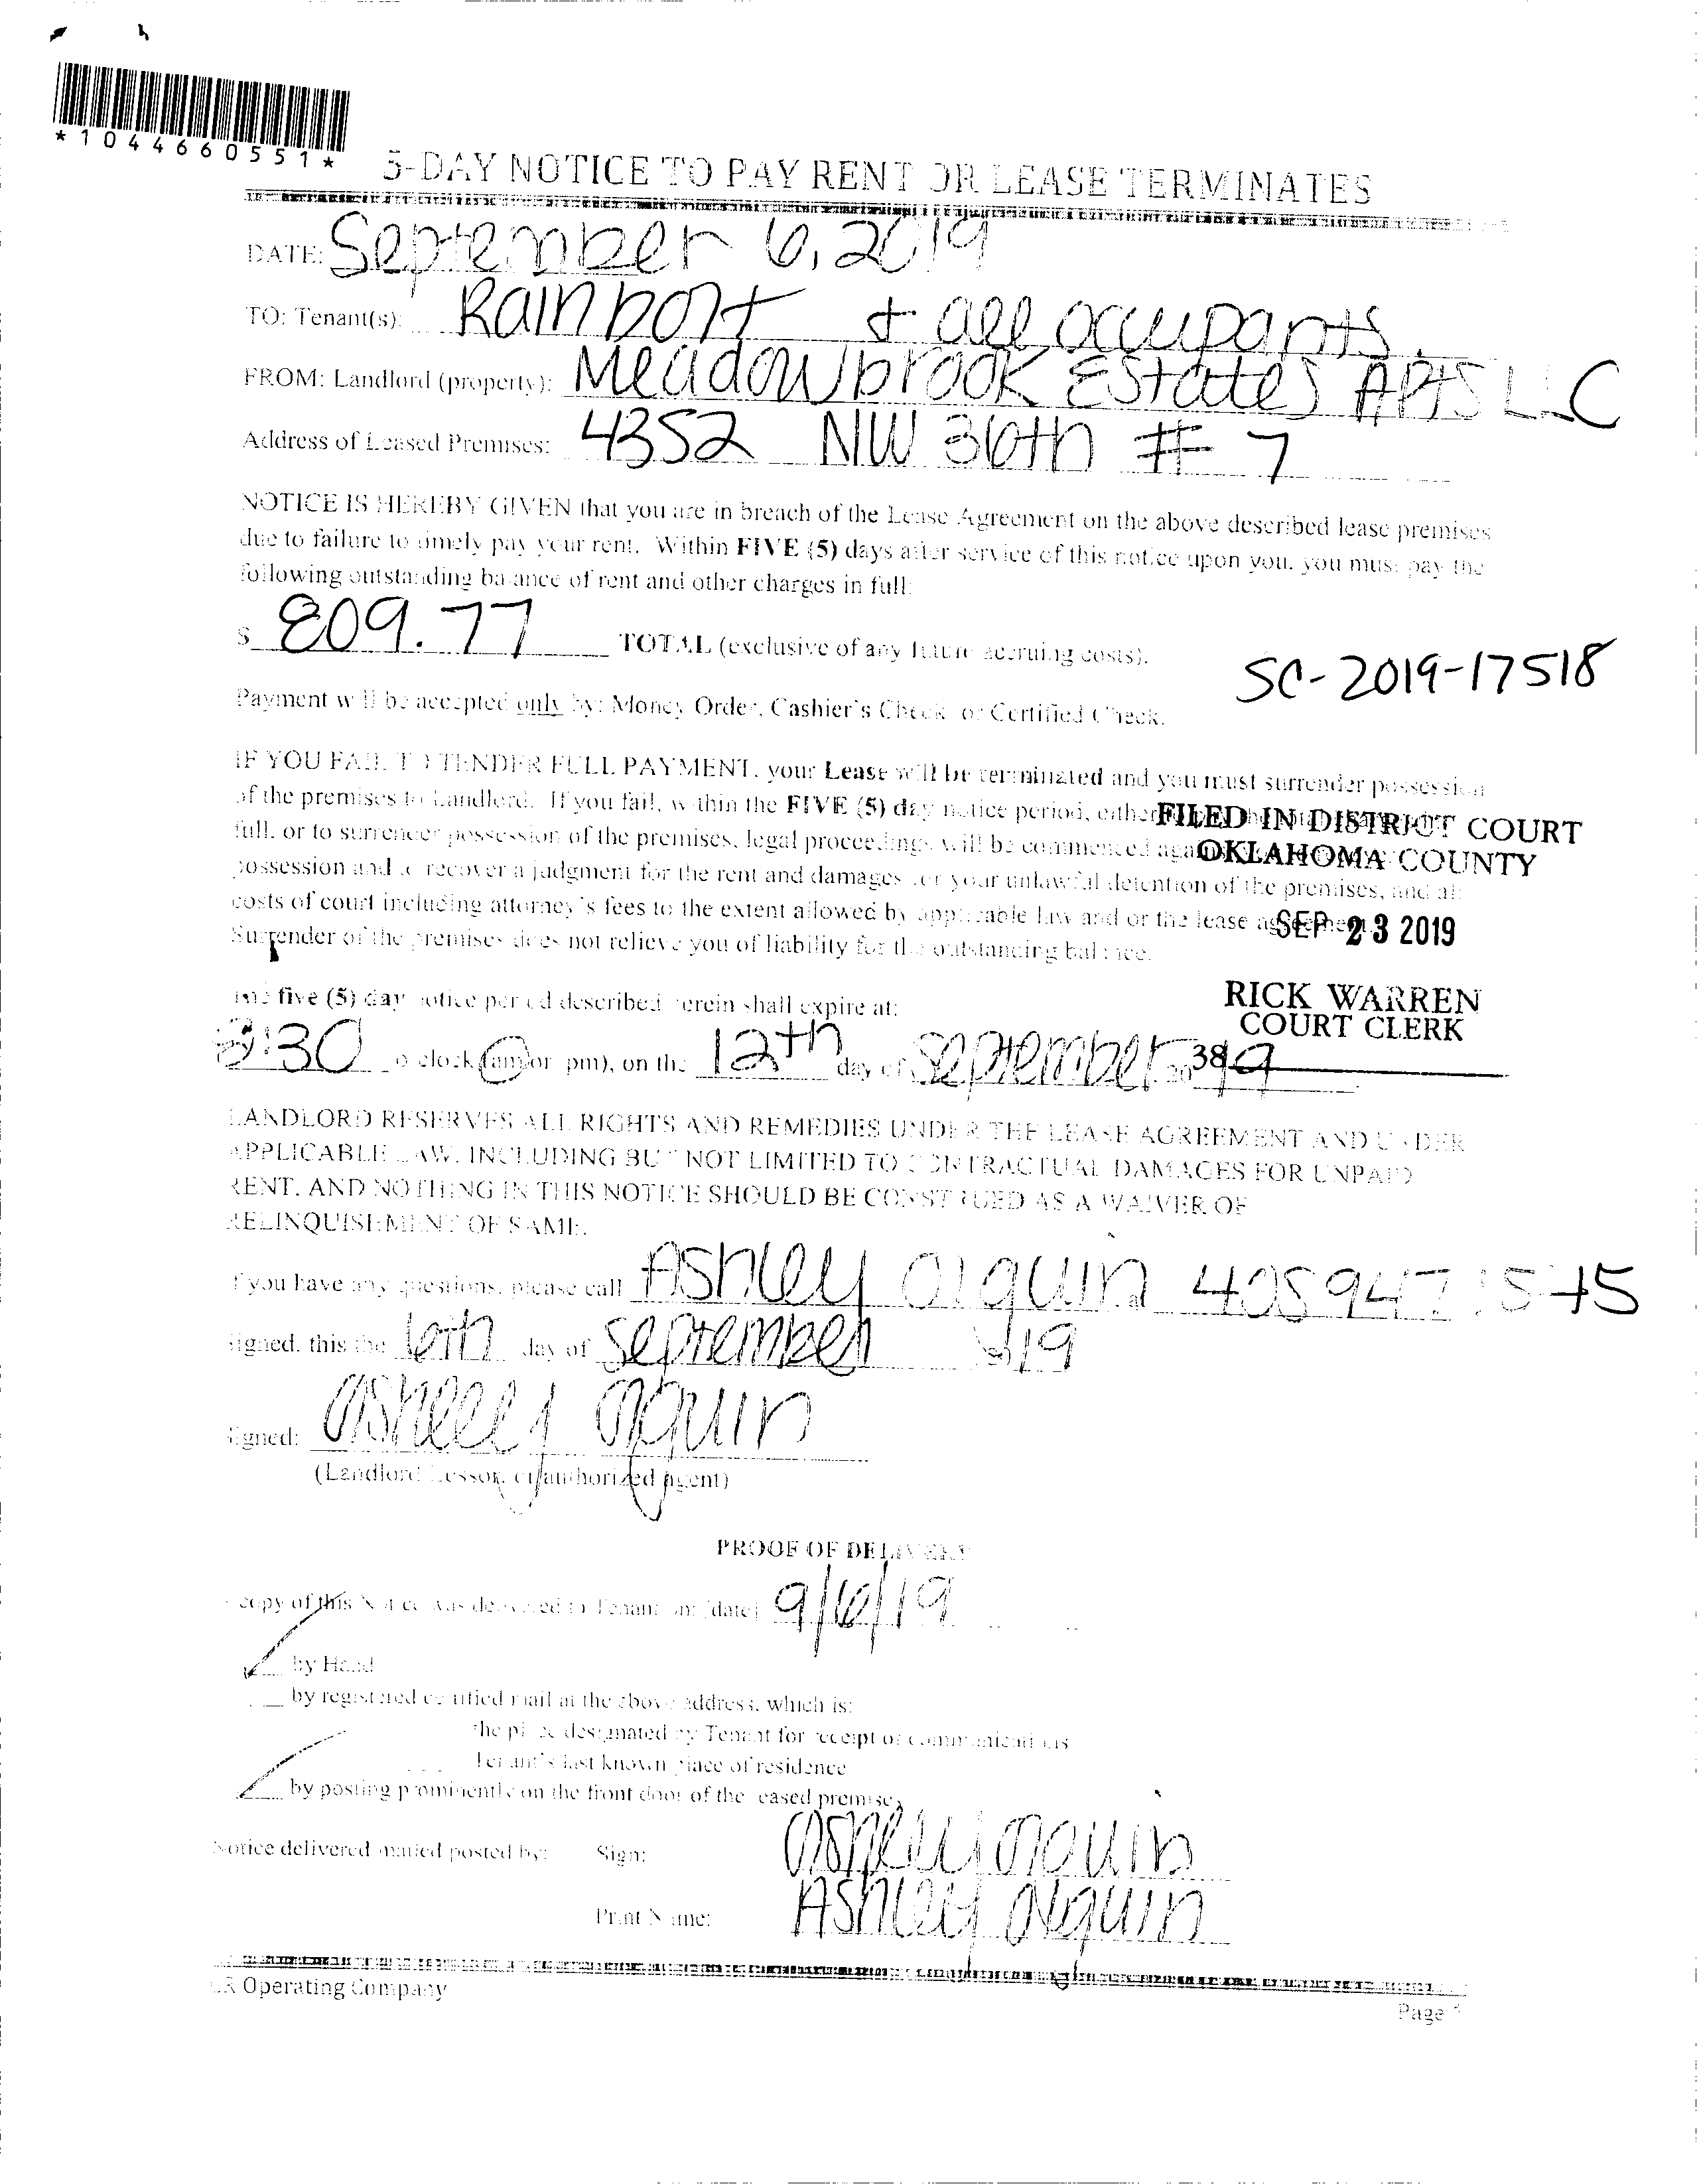 *1044660551*
5-DAY NOTICE TO PAY RENT OR LEASE TERMINATES
DATE: September 6, 2019
TO: Tenant(s): Rainbolt + all occupants.
FROM: Landlord (property): Meadowbrook Estates APTS LLC
Address of Leased Premises: 4352 NW 36th # 7
NOTICE IS HEREBY GIVEN that you are in breach of the Lease Agreement on the above described lease premises
due to failure to timely pay your rent. Within FIVE (5) days after service of this notice upon you, you must pay the
following outstanding balance of rent and other charges in full:
$ 809.77 TOTAL (exclusive of any future accruing costs).
SC-2019-17518
Payment will be accepted only by: Money Order, Cashier's Check or Certified Check.
IF YOU FAIL TO TENDER FULL PAYMENT, your Lease will be terminated and you must surrender possession
of the premises to Landlord. If you fail, within the FIVE (5) day notice period, either
FILED IN DISTRICT COURT
full, or to surrender possession of the premises, legal proceedings will be commenced
OKLAHOMA COUNTY
possession and to recover a judgment for the rent and damages for your unlawful detention of the premises, and all
costs of court including attorney's fees to the extent allowed by applicable law and or the lease agreement.
SEP 23 2019
Surrender of the premises does not relieve you of liability for the outstanding balance.
RICK WARREN
COURT CLERK
The five (5) day notice period described herein shall expire at:
:30 o'clock (am or pm), on the 12th day of September 2019
38
LANDLORD RESERVES ALL RIGHTS AND REMEDIES UNDER THE LEASE AGREEMENT AND UNDER
APPLICABLE LAW, INCLUDING BUT NOT LIMITED TO CONTRACTUAL DAMAGES FOR UNPAID
RENT, AND NOTHING IN THIS NOTICE SHOULD BE CONSTRUED AS A WAIVER OF
RELINQUISHMENT OF SAME.
If you have any questions, please call Ashley Olguin 405 947 1575
Signed, this the 6th day of September 2019
Signed: Ashley Olguin
(Landlord Lessor, or authorized agent)
PROOF OF DELIVERY
copy of this Notice was delivered to Tenant on: (date) 9/6/19
by Hand
by registered certified mail at the above address, which is:
the place designated by Tenant for receipt of communications
Tenant's last known place of residence
by posting prominently on the front door of the leased premises
Notice delivered mailed posted by: Sign: Ashley Olguin
Print Name: Ashley Olguin
Operating Company
Page